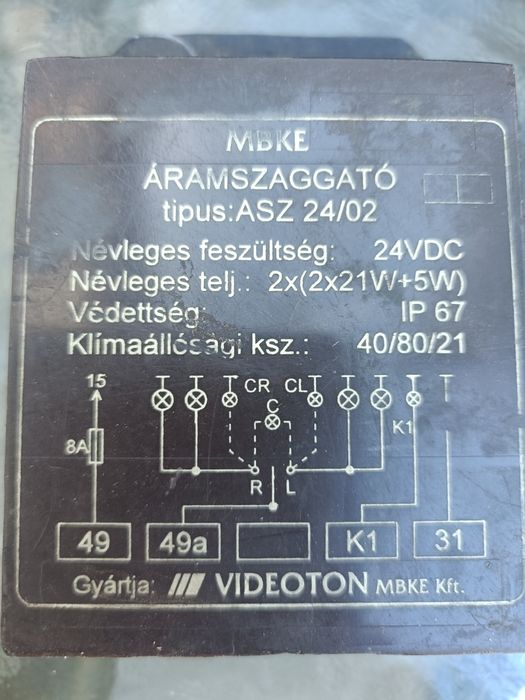 MBKE
ÁRAMSZAGGATÓ
tipus:ASZ 24/02
Névleges feszültség: 24VDC
Névleges telj.: 2x(2x21W+5W)
Védettség: IP 67
Klímaállósagi ksz.: 40/80/21
15 CR CL
C
8A K1
R L
49 49a K1 31
Gyártja: VIDEOTON MBKE Kft.